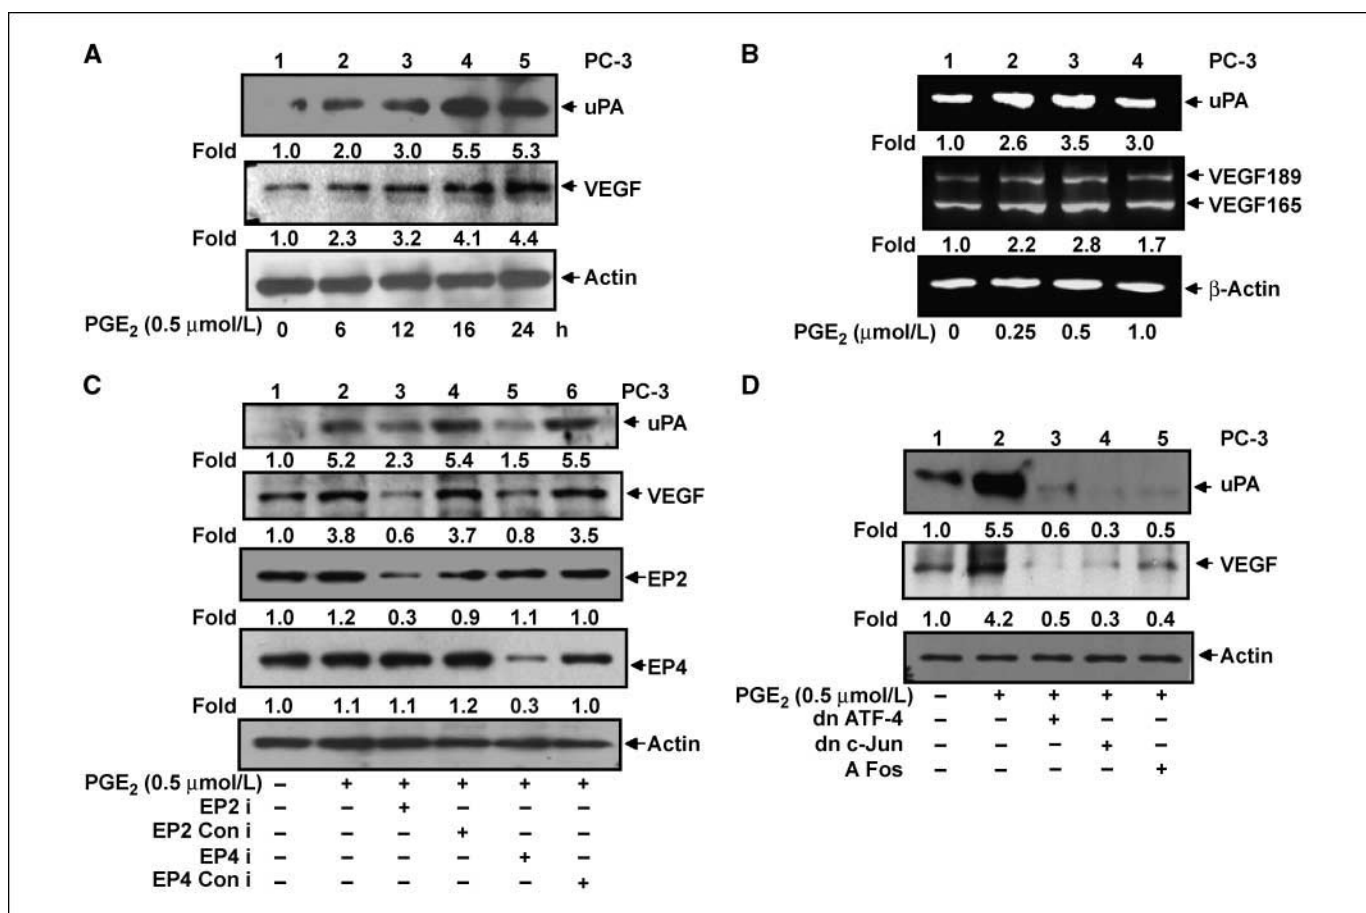 A
1 2 3 4 5 PC-3
uPA
Fold 1.0 2.0 3.0 5.5 5.3
VEGF
Fold 1.0 2.3 3.2 4.1 4.4
Actin
PGE₂ (0.5 μmol/L) 0 6 12 16 24 h
B
1 2 3 4 PC-3
uPA
Fold 1.0 2.6 3.5 3.0
VEGF189
VEGF165
Fold 1.0 2.2 2.8 1.7
β-Actin
PGE₂ (μmol/L) 0 0.25 0.5 1.0
C
1 2 3 4 5 6 PC-3
uPA
Fold 1.0 5.2 2.3 5.4 1.5 5.5
VEGF
Fold 1.0 3.8 0.6 3.7 0.8 3.5
EP2
Fold 1.0 1.2 0.3 0.9 1.1 1.0
EP4
Fold 1.0 1.1 1.1 1.2 0.3 1.0
Actin
PGE₂ (0.5 μmol/L) – + + + + +
EP2 i – – + – – –
EP2 Con i – – – + – –
EP4 i – – – – + –
EP4 Con i – – – – – +
D
1 2 3 4 5 PC-3
uPA
Fold 1.0 5.5 0.6 0.3 0.5
VEGF
Fold 1.0 4.2 0.5 0.3 0.4
Actin
PGE₂ (0.5 μmol/L) – + + + +
dn ATF-4 – – + – –
dn c-Jun – – – + –
A Fos – – – – +